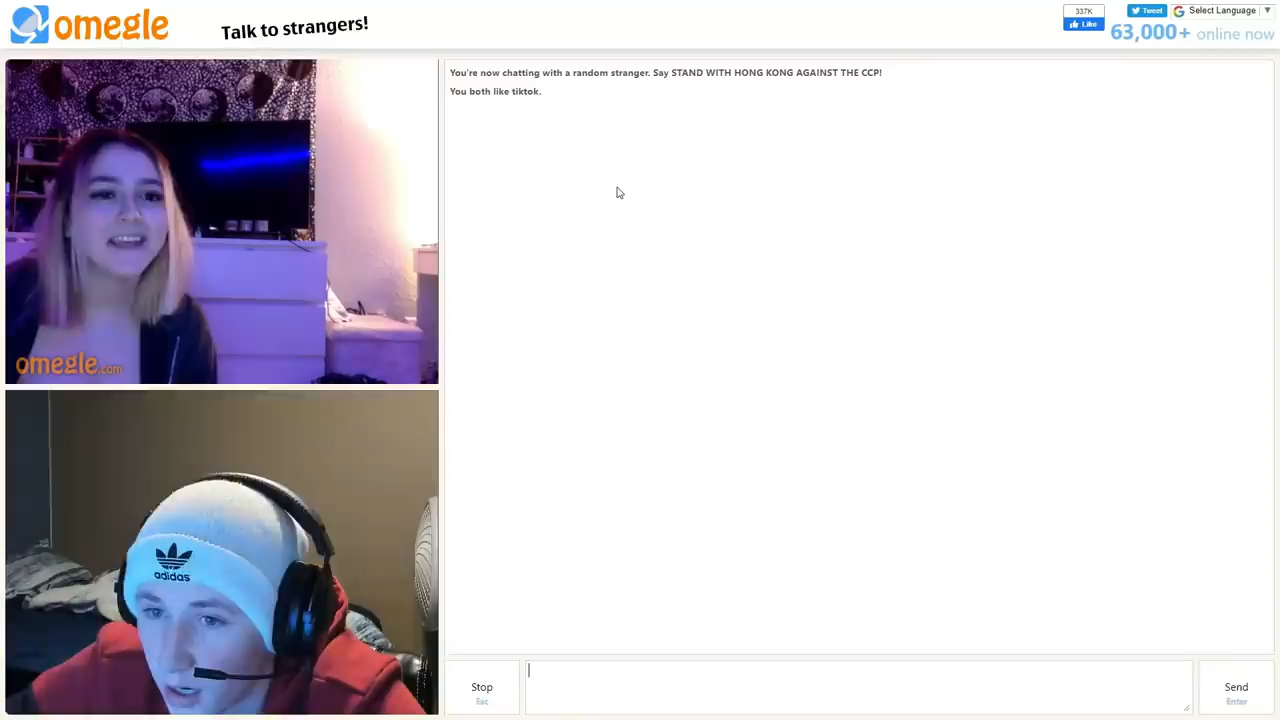 omegle
Talk to strangers!
337K
Like
Tweet
Select Language
63,000+ online now
You're now chatting with a random stranger. Say STAND WITH HONG KONG AGAINST THE CCP!
You both like tiktok.
omegle.com
adidas
Stop
Esc
Send
Enter